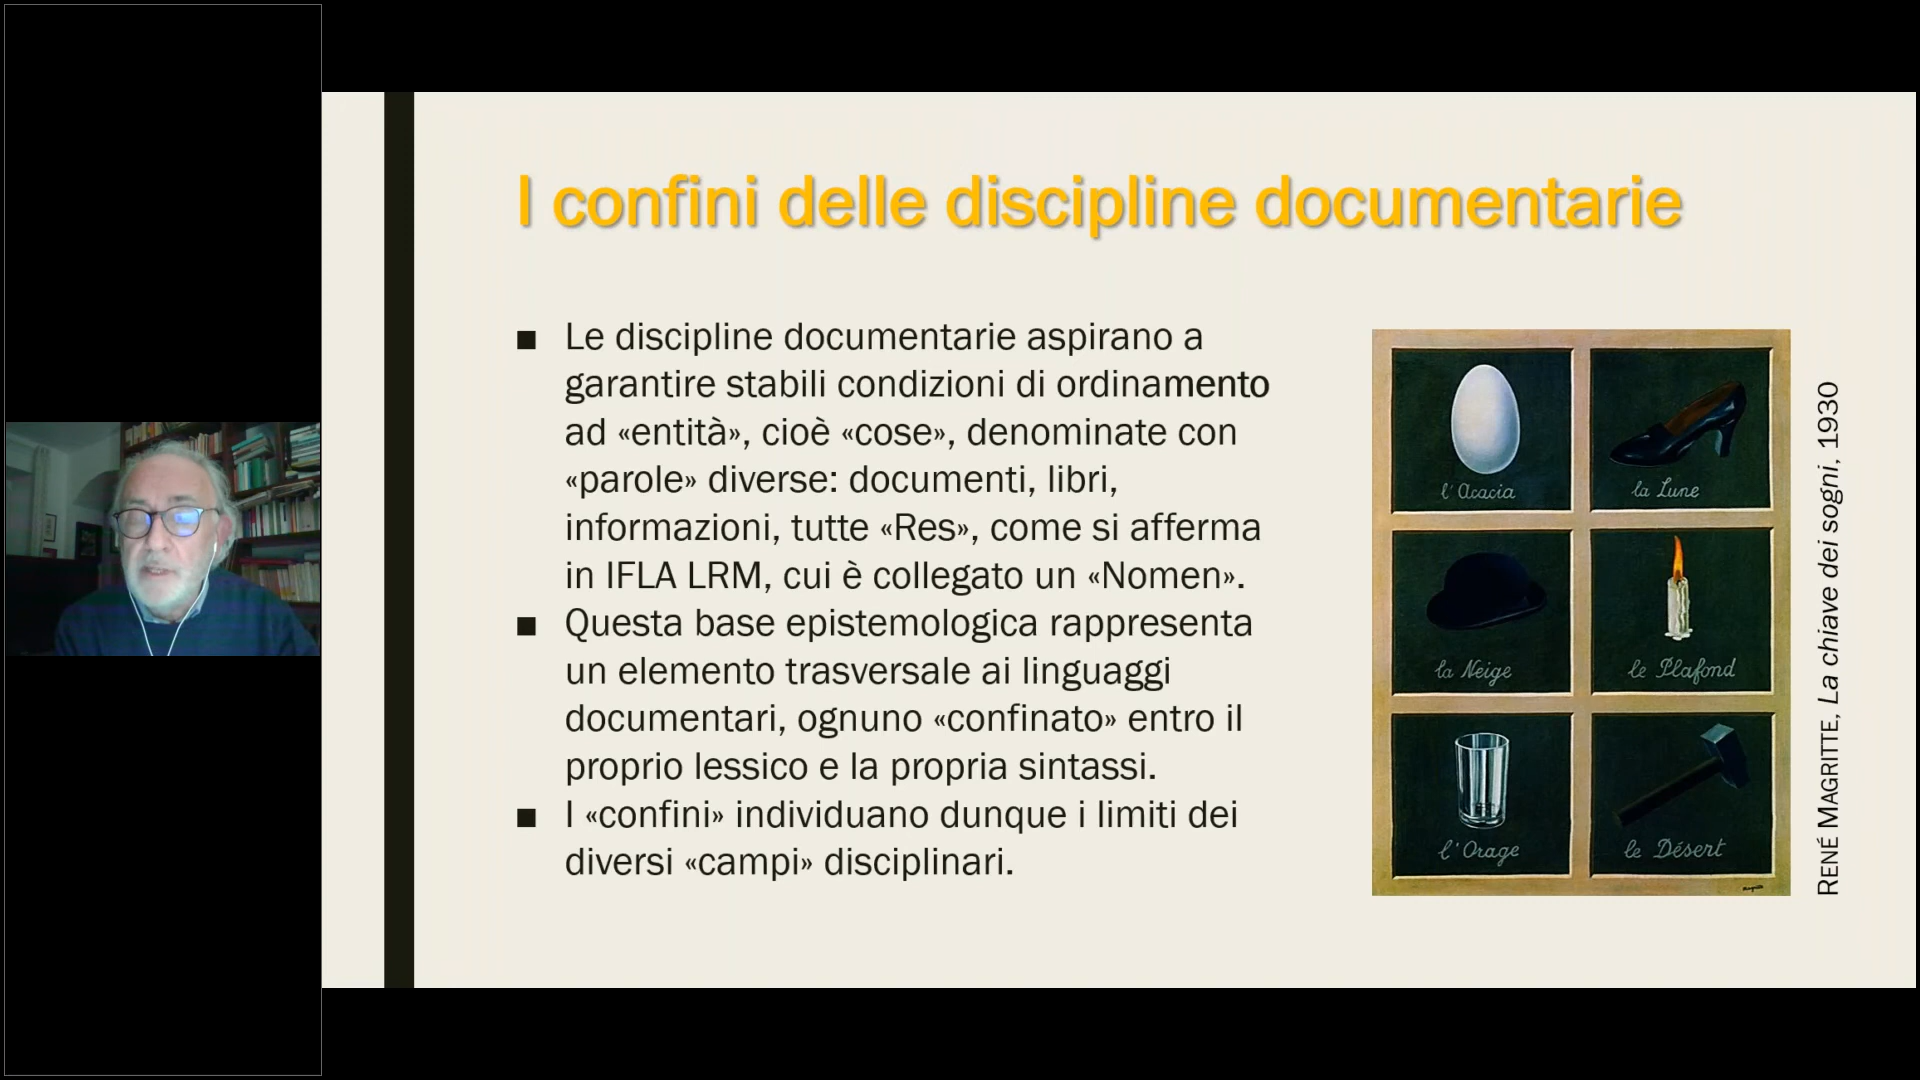 I confini delle discipline documentarie
■ Le discipline documentarie aspirano a
garantire stabili condizioni di ordinamento
ad «entità», cioè «cose», denominate con
«parole» diverse: documenti, libri,
informazioni, tutte «Res», come si afferma
in IFLA LRM, cui è collegato un «Nomen».
■ Questa base epistemologica rappresenta
un elemento trasversale ai linguaggi
documentari, ognuno «confinato» entro il
proprio lessico e la propria sintassi.
■ I «confini» individuano dunque i limiti dei
diversi «campi» disciplinari.
l'Acacia
la Lune
la Neige
le Plafond
l'Orage
le Désert
RENÉ MAGRITTE, La chiave dei sogni, 1930